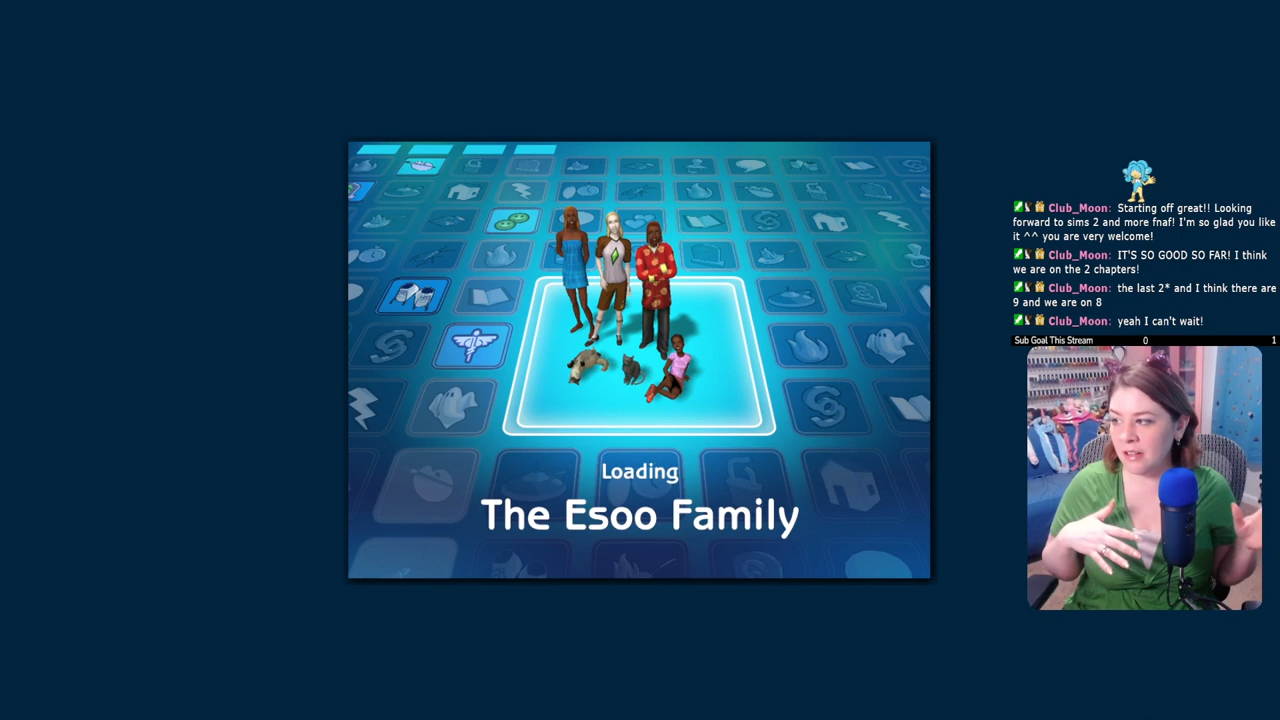 Club_Moon: Starting off great!! Looking
forward to sims 2 and more fnaf! I'm so glad you like
it ^^ you are very welcome!
Club_Moon: IT'S SO GOOD SO FAR! I think
we are on the 2 chapters!
Club_Moon: the last 2* and I think there are
9 and we are on 8
Club_Moon: yeah I can't wait!
Sub Goal This Stream 0 1
Loading
The Esoo Family